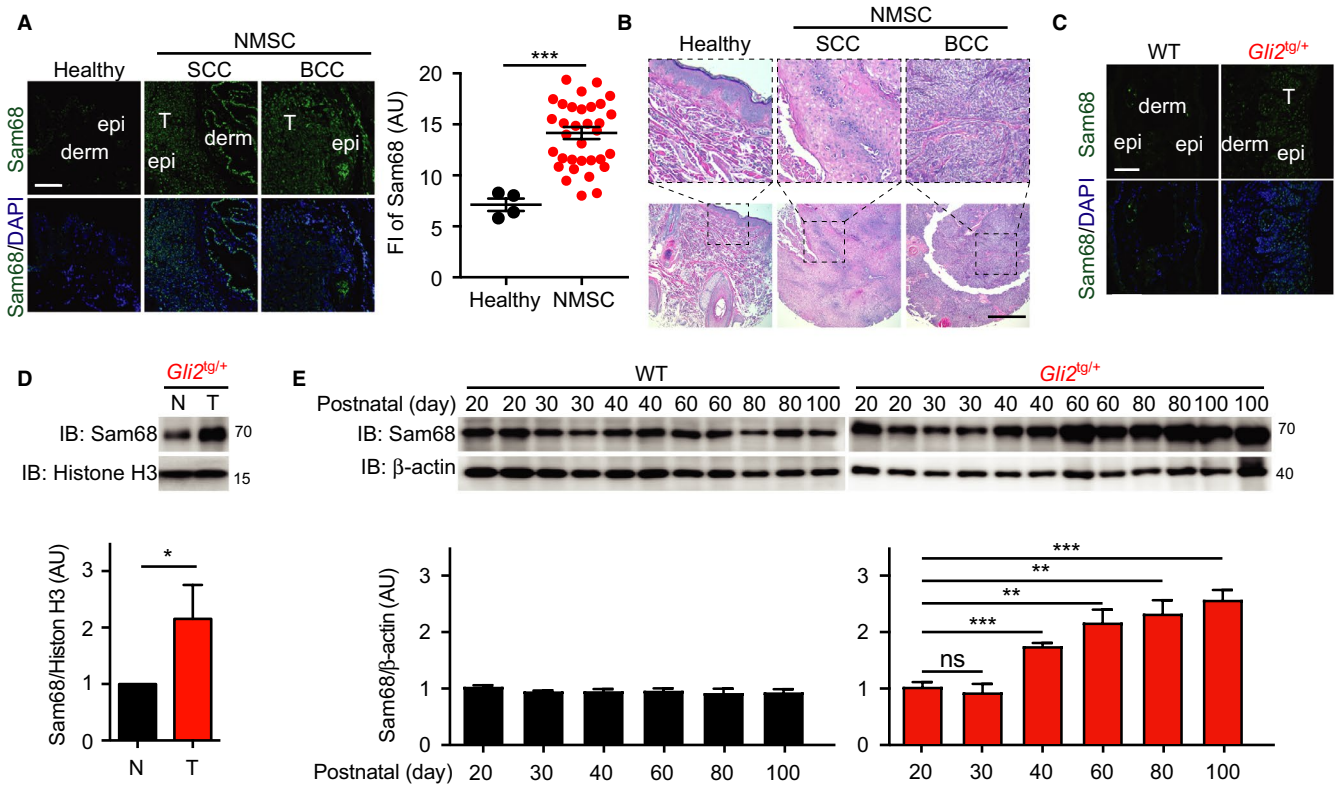 A
NMSC
Healthy SCC BCC
Sam68
epi
derm
T
derm
epi
T
epi
Sam68/DAPI
FI of Sam68 (AU)
20
15
10
5
0
***
Healthy NMSC
B
NMSC
Healthy SCC BCC
C
WT Gli2tg/+
Sam68
derm
epi epi
T
derm
epi
Sam68/DAPI
D
Gli2tg/+
N T
IB: Sam68 70
IB: Histone H3 15
Sam68/Histon H3 (AU)
3
2
1
0
*
N T
E
WT Gli2tg/+
Postnatal (day) 20 20 30 30 40 40 60 60 80 80 100 20 20 30 30 40 40 60 60 80 80 100 100
IB: Sam68 70
IB: β-actin 40
Sam68/β-actin (AU)
3
2
1
0
Postnatal (day) 20 30 40 60 80 100
3
2
1
0
***
**
**
***
ns
20 30 40 60 80 100